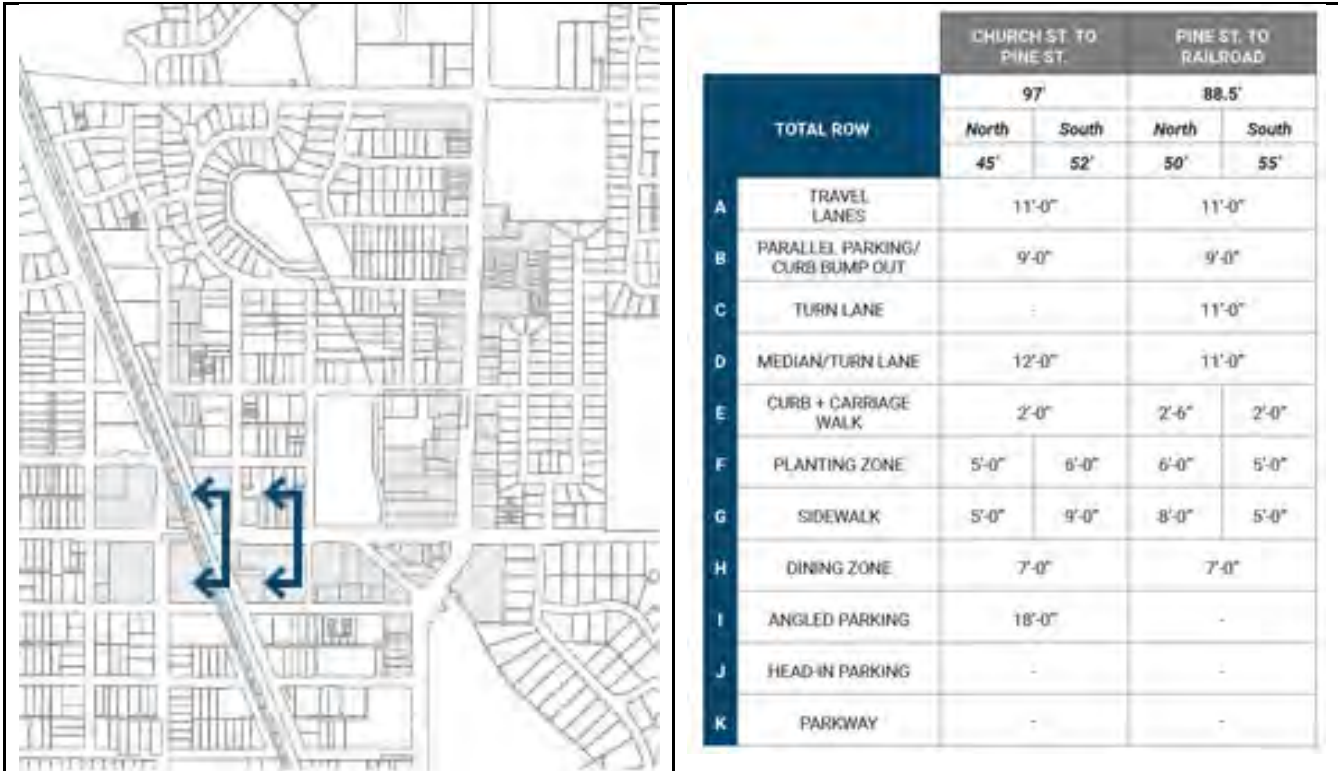 CHURCH ST. TO
PINE ST.
PINE ST. TO
RAILROAD
TOTAL ROW
97'
88.5'
North
South
North
South
45'
52'
50'
55'
A
TRAVEL
LANES
11'-0"
11'-0"
B
PARALLEL PARKING/
CURB BUMP OUT
9'-0"
9'-0"
C
TURN LANE
-
11'-0"
D
MEDIAN/TURN LANE
12'-0"
11'-0"
E
CURB + CARRIAGE
WALK
2'-0"
2'-6"
2'-0"
F
PLANTING ZONE
5'-0"
6'-0"
6'-0"
5'-0"
G
SIDEWALK
5'-0"
9'-0"
8'-0"
5'-0"
H
DINING ZONE
7'-0"
7'-0"
I
ANGLED PARKING
18'-0"
-
J
HEAD-IN PARKING
-
-
K
PARKWAY
-
-